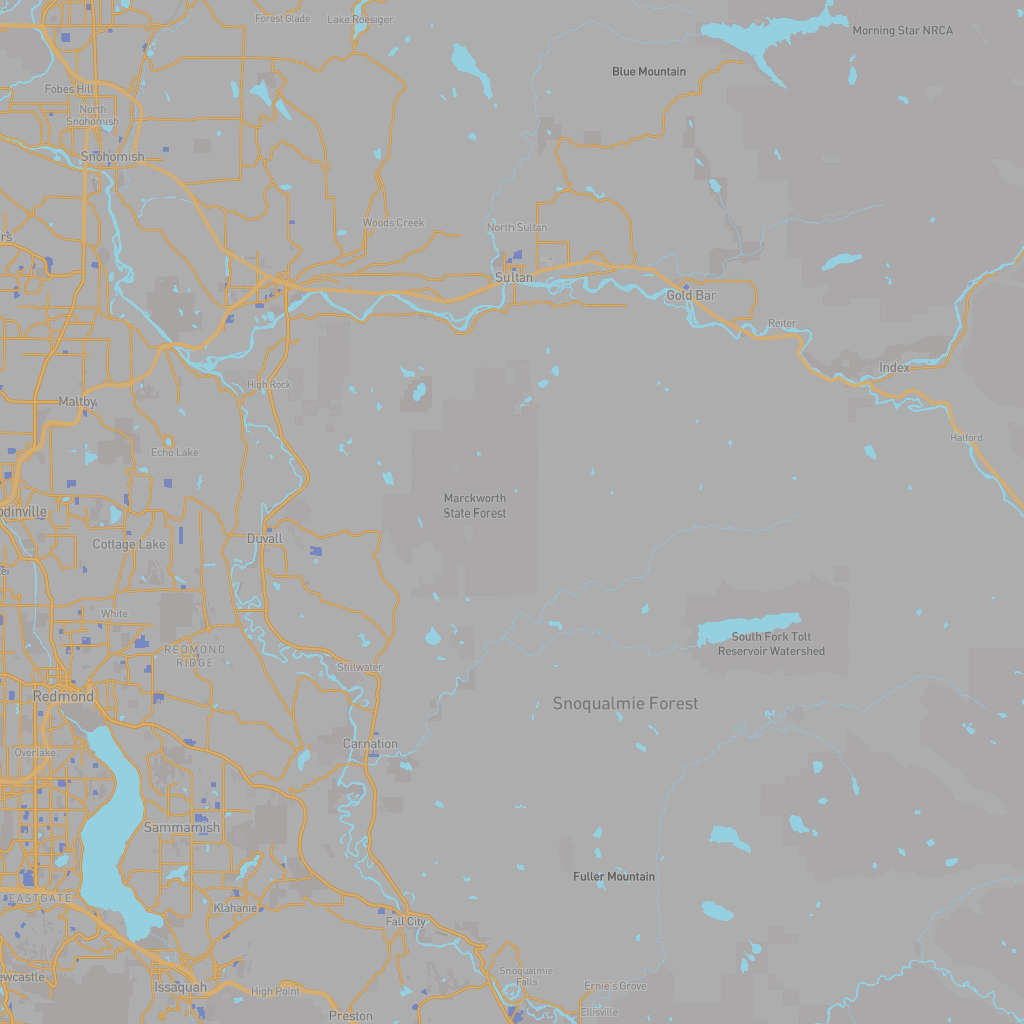 Forest Glade
Lake Roesiger
Morning Star NRCA
Blue Mountain
Fobes Hill
North
Snohomish
Snohomish
Woods Creek
North Sultan
Sultan
Gold Bar
Reiter
Index
High Rock
Maltby
Halford
Echo Lake
Marckworth
State Forest
odinville
Duvall
Cottage Lake
White
REDMOND
RIDGE
South Fork Tolt
Reservoir Watershed
Stillwater
Redmond
Snoqualmie Forest
Carnation
Overlake
Sammamish
Fuller Mountain
EASTGATE
Klahanie
Fall City
ewcastle
Snoqualmie
Falls
Issaquah
High Point
Ernie's Grove
Preston
Ellisville